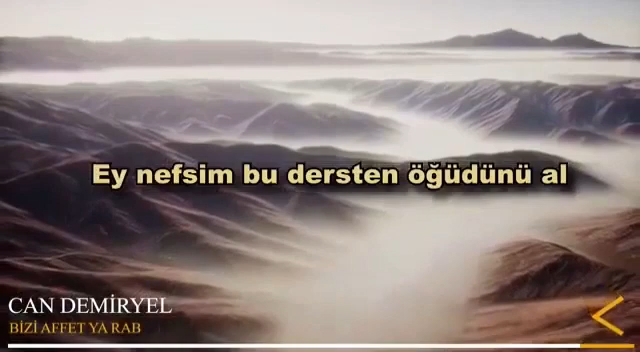 Ey nefsim bu dersten öğüdünü al
CAN DEMİRYEL
BİZİ AFFET YA RAB